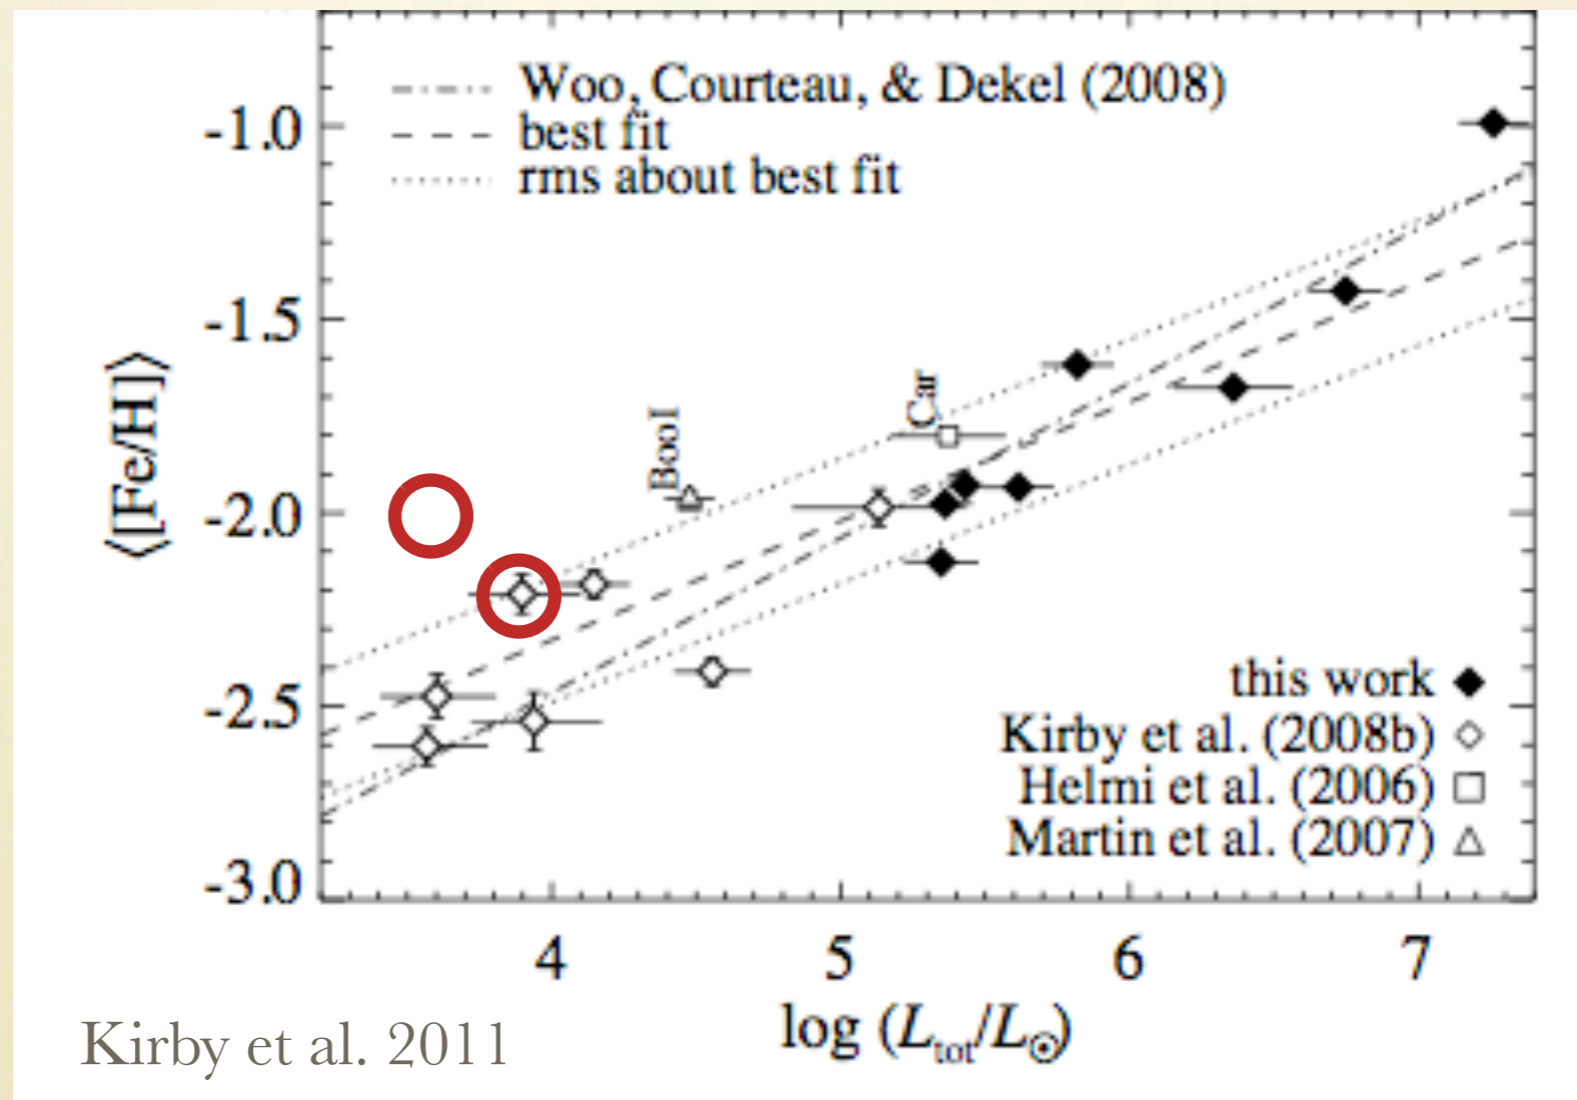 Woo, Courteau, & Dekel (2008)
best fit
rms about best fit
-1.0
-1.5
-2.0
-2.5
-3.0
⟨[Fe/H]⟩
BooI
Car
this work
Kirby et al. (2008b)
Helmi et al. (2006)
Martin et al. (2007)
4 5 6 7
log (L_tot/L_⊙)
Kirby et al. 2011